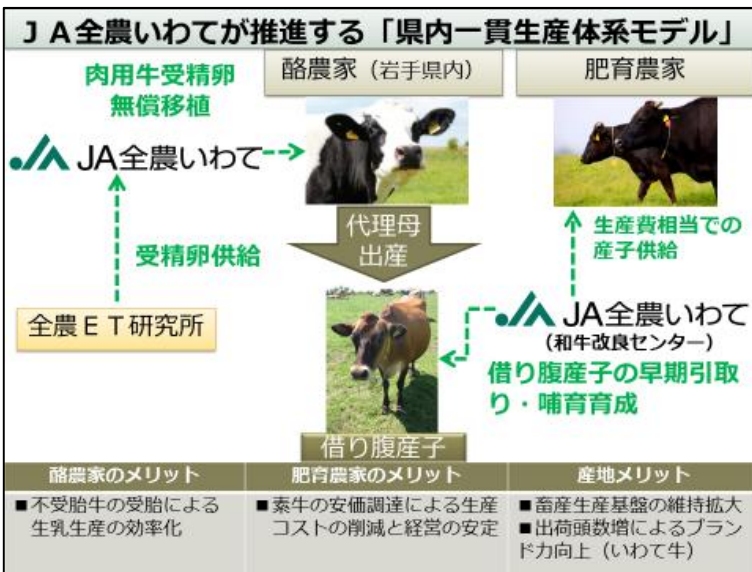 ＪＡ全農いわてが推進する「県内一貫生産体系モデル」
肉用牛受精卵
無償移植
酪農家（岩手県内）
肥育農家
JA全農いわて
代理母
出産
生産費相当での
産子供給
受精卵供給
全農ＥＴ研究所
JA全農いわて
(和牛改良センター)
借り腹産子の早期引取
り・哺育育成
借り腹産子
酪農家のメリット
■不受胎牛の受胎による
生乳生産の効率化
肥育農家のメリット
■素牛の安価調達による生産
コストの削減と経営の安定
産地メリット
■畜産生産基盤の維持拡大
■出荷頭数増によるブラン
ド力向上（いわて牛）